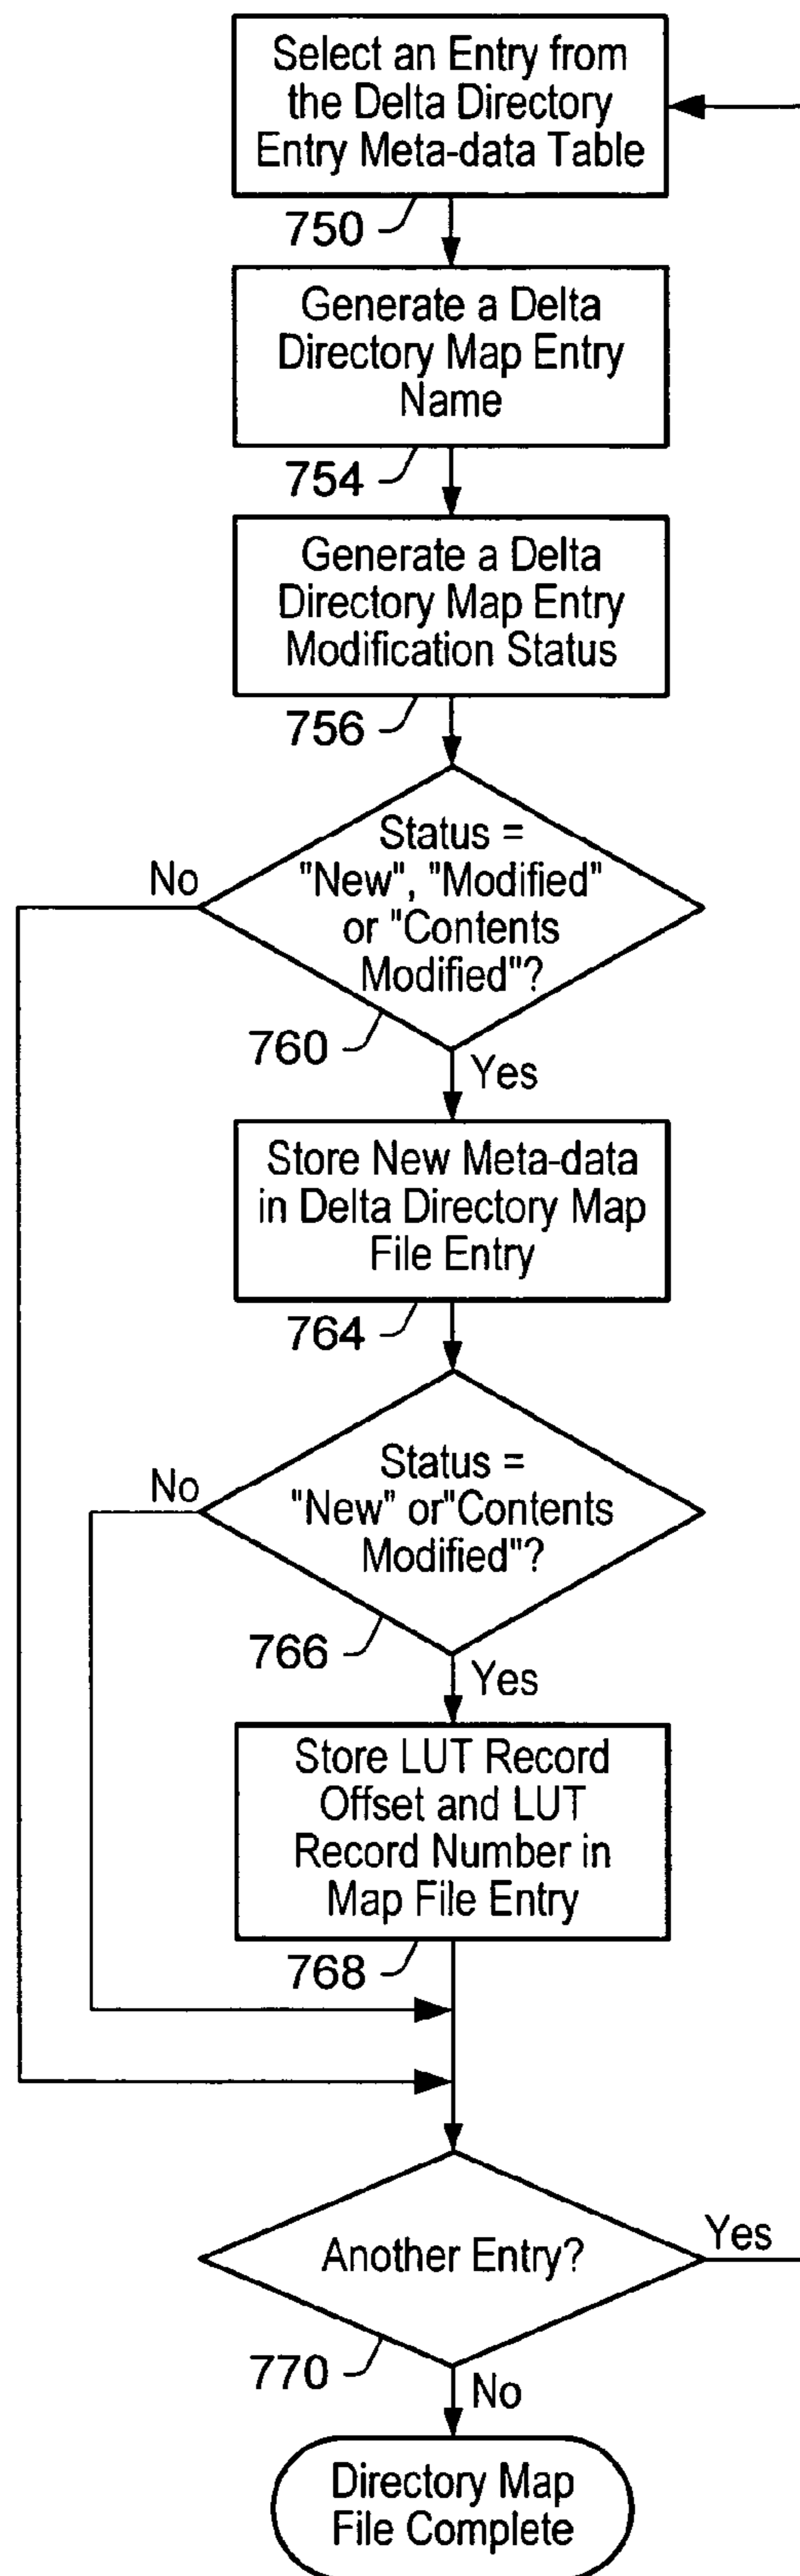 Select an Entry from
the Delta Directory
Entry Meta-data Table
750
Generate a Delta
Directory Map Entry
Name
754
Generate a Delta
Directory Map Entry
Modification Status
756
Status =
"New", "Modified"
or "Contents
Modified"?
No
760
Yes
Store New Meta-data
in Delta Directory Map
File Entry
764
Status =
"New" or"Contents
Modified"?
No
766
Yes
Store LUT Record
Offset and LUT
Record Number in
Map File Entry
768
Another Entry?
Yes
770
No
Directory Map
File Complete